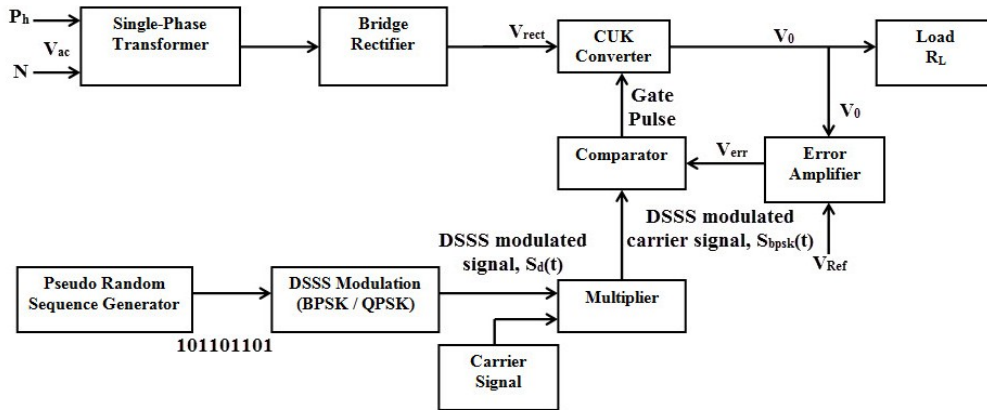 Ph
Vac
N
Single-Phase
Transformer
Bridge
Rectifier
Vrect
CUK
Converter
V0
Load
RL
Gate
Pulse
V0
Comparator
Verr
Error
Amplifier
DSSS modulated
carrier signal, Sbpsk(t)
VRef
DSSS modulated
signal, Sd(t)
Pseudo Random
Sequence Generator
101101101
DSSS Modulation
(BPSK / QPSK)
Multiplier
Carrier
Signal